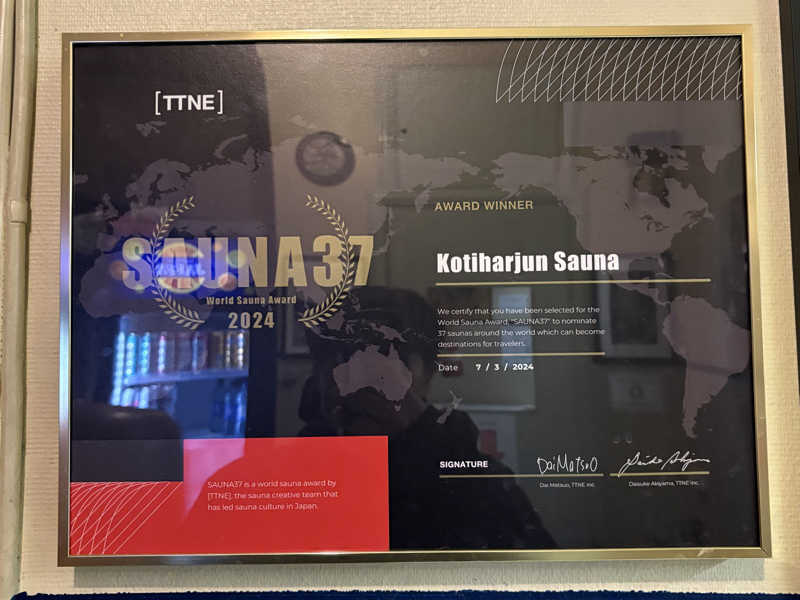 [TTNE]
SAUNA37
World Sauna Award
2024
AWARD WINNER
Kotiharjun Sauna
We certify that you have been selected for the
World Sauna Award, "SAUNA37" to nominate
37 saunas around the world which can become
destinations for travelers.
Date 7 / 3 / 2024
SIGNATURE
Dai Matsuo
Dai Matsuo, TTNE Inc.
Daisuke Akiyama, TTNE Inc.
SAUNA37 is a world sauna award by
[TTNE], the sauna creative team that
has led sauna culture in Japan.